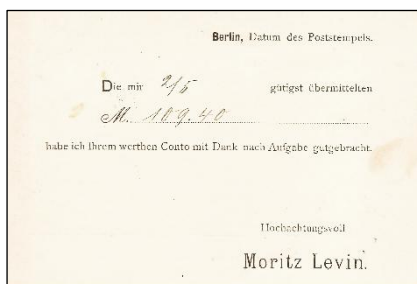 Berlin, Datum des Poststempels.
Die mir 2/5 gütigst übermittelten
M. 109.40
habe ich Ihrem werthen Conto mit Dank nach Aufgabe gutgebracht.
Hochachtungsvoll
Moritz Levin.